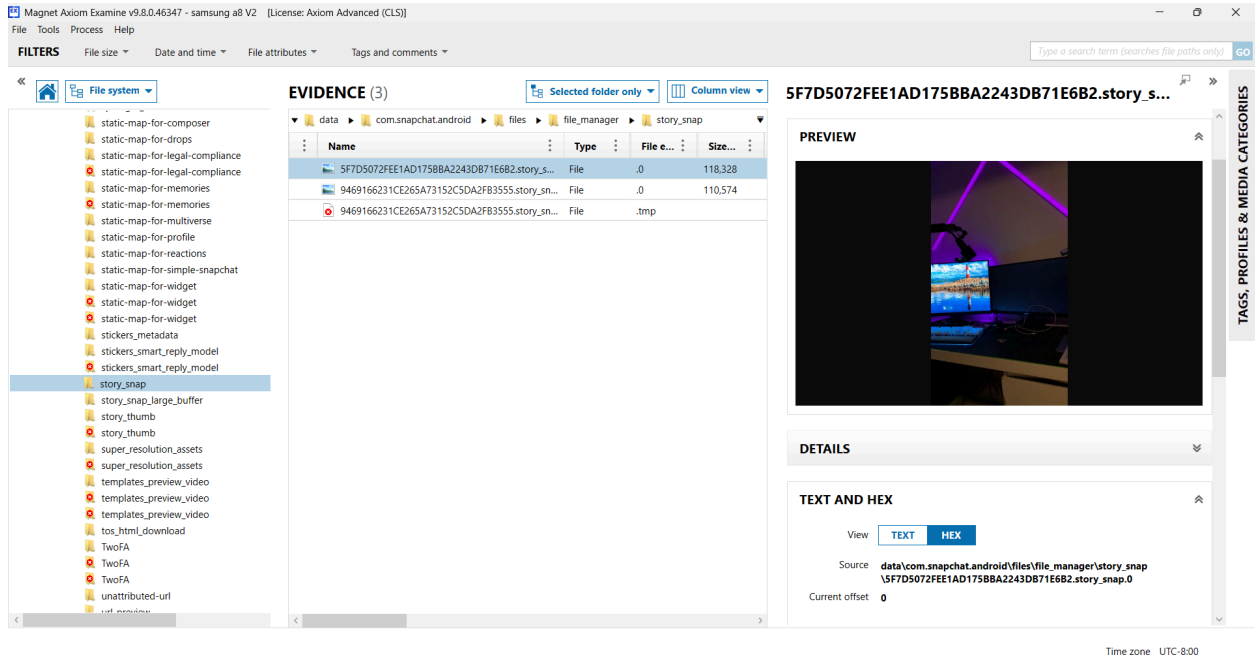 Magnet Axiom Examine v9.8.0.46347 - samsung a8 V2 [License: Axiom Advanced (CLS)]
File Tools Process Help
FILTERS File size Date and time File attributes Tags and comments Type a search term (searches file paths only) GO
File system
static-map-for-composer
static-map-for-drops
static-map-for-legal-compliance
static-map-for-legal-compliance
static-map-for-memories
static-map-for-memories
static-map-for-multiverse
static-map-for-profile
static-map-for-reactions
static-map-for-simple-snapchat
static-map-for-widget
static-map-for-widget
static-map-for-widget
stickers_metadata
stickers_smart_reply_model
stickers_smart_reply_model
story_snap
story_snap_large_buffer
story_thumb
story_thumb
super_resolution_assets
super_resolution_assets
templates_preview_video
templates_preview_video
templates_preview_video
tos_html_download
TwoFA
TwoFA
TwoFA
unattributed-url
url_preview
EVIDENCE (3) Selected folder only Column view
data com.snapchat.android files file_manager story_snap
Name Type File e... Size...
5F7D5072FEE1AD175BBA2243DB71E6B2.story_s... File .0 118,328
9469166231CE265A73152C5DA2FB3555.story_sn... File .0 110,574
9469166231CE265A73152C5DA2FB3555.story_sn... File .tmp
5F7D5072FEE1AD175BBA2243DB71E6B2.story_s...
PREVIEW
DETAILS
TEXT AND HEX
View TEXT HEX
Source data\com.snapchat.android\files\file_manager\story_snap
\5F7D5072FEE1AD175BBA2243DB71E6B2.story_snap.0
Current offset 0
TAGS, PROFILES & MEDIA CATEGORIES
Time zone UTC-8:00